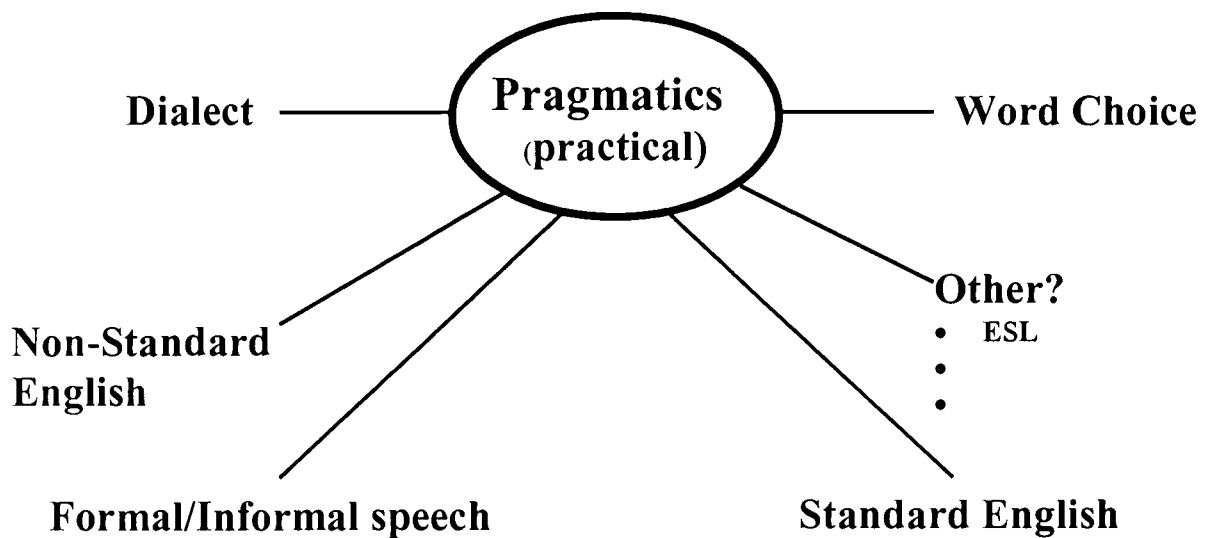 Pragmatics
(practical)
Dialect
Word Choice
Non-Standard
English
Other?
• ESL
•
•
Formal/Informal speech
Standard English